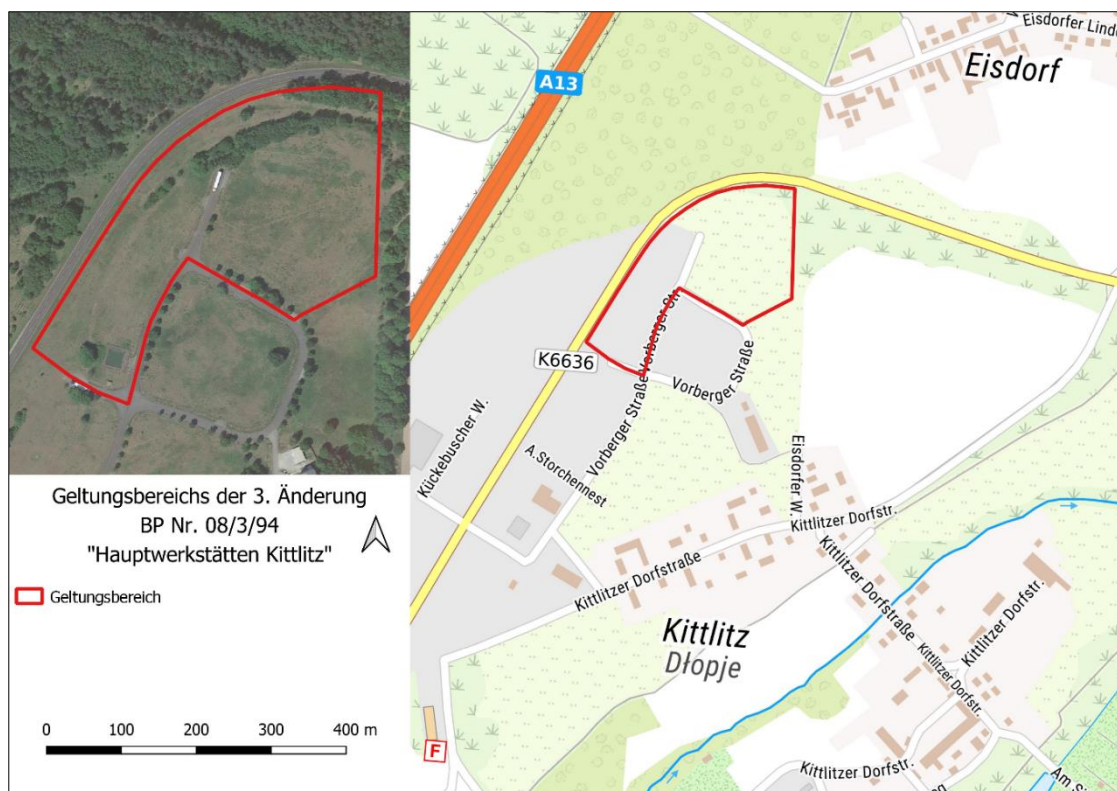 Geltungsbereichs der 3. Änderung
BP Nr. 08/3/94
"Hauptwerkstätten Kittlitz"
Geltungsbereich
0 100 200 300 400 m
A13
Eisdorfer Lind
Eisdorf
K6636
Vorberger Str.
Vorberger Straße
Vorberger Straße
Kückebuscher W.
A.Storchennest
Eisdorfer W.
Kittlitzer Dorfstr.
Kittlitzer Dorfstraße
Kittlitzer Dorfstraße
Kittlitzer Dorfstr.
Kittlitz
Dłopje
Kittlitzer Dorfstr.
Kittlitzer Dorfstr.
F